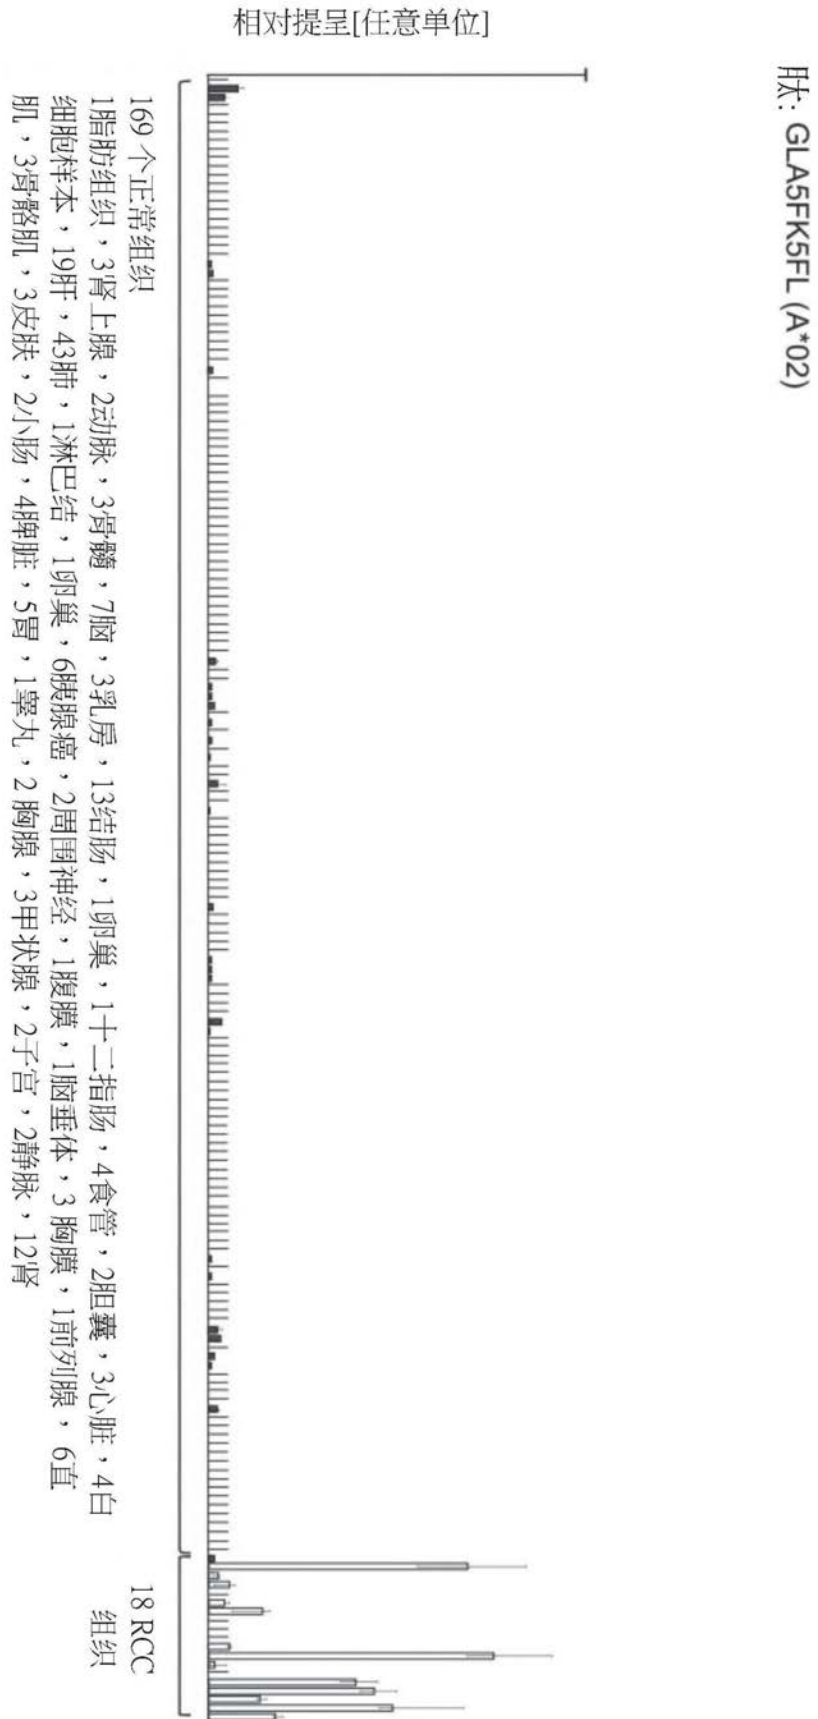 肽: GLA5FK5FL (A*02)
相对提呈[任意单位]
169 个正常组织
1脂肪组织，3肾上腺，2动脉，3骨髓，7脑，3乳房，13结肠，1卵巢，1十二指肠，4食管，2胆囊，3心脏，4白
细胞样本，19肝，43肺，1淋巴结，1卵巢，6胰腺癌，2周围神经，1腹膜，1脑垂体，3 胸膜，1前列腺，6直
肌，3骨骼肌，3皮肤，2小肠，4脾脏，5胃，1睾丸，2 胸腺，3甲状腺，2子宫，2静脉，12肾
18 RCC
组织